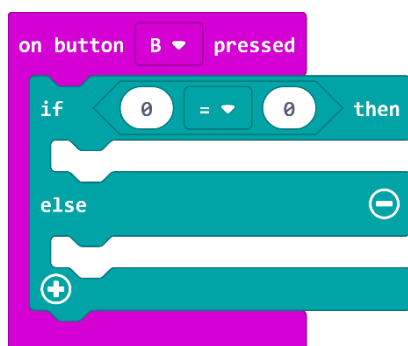 on button B pressed
if 0 = 0 then
else